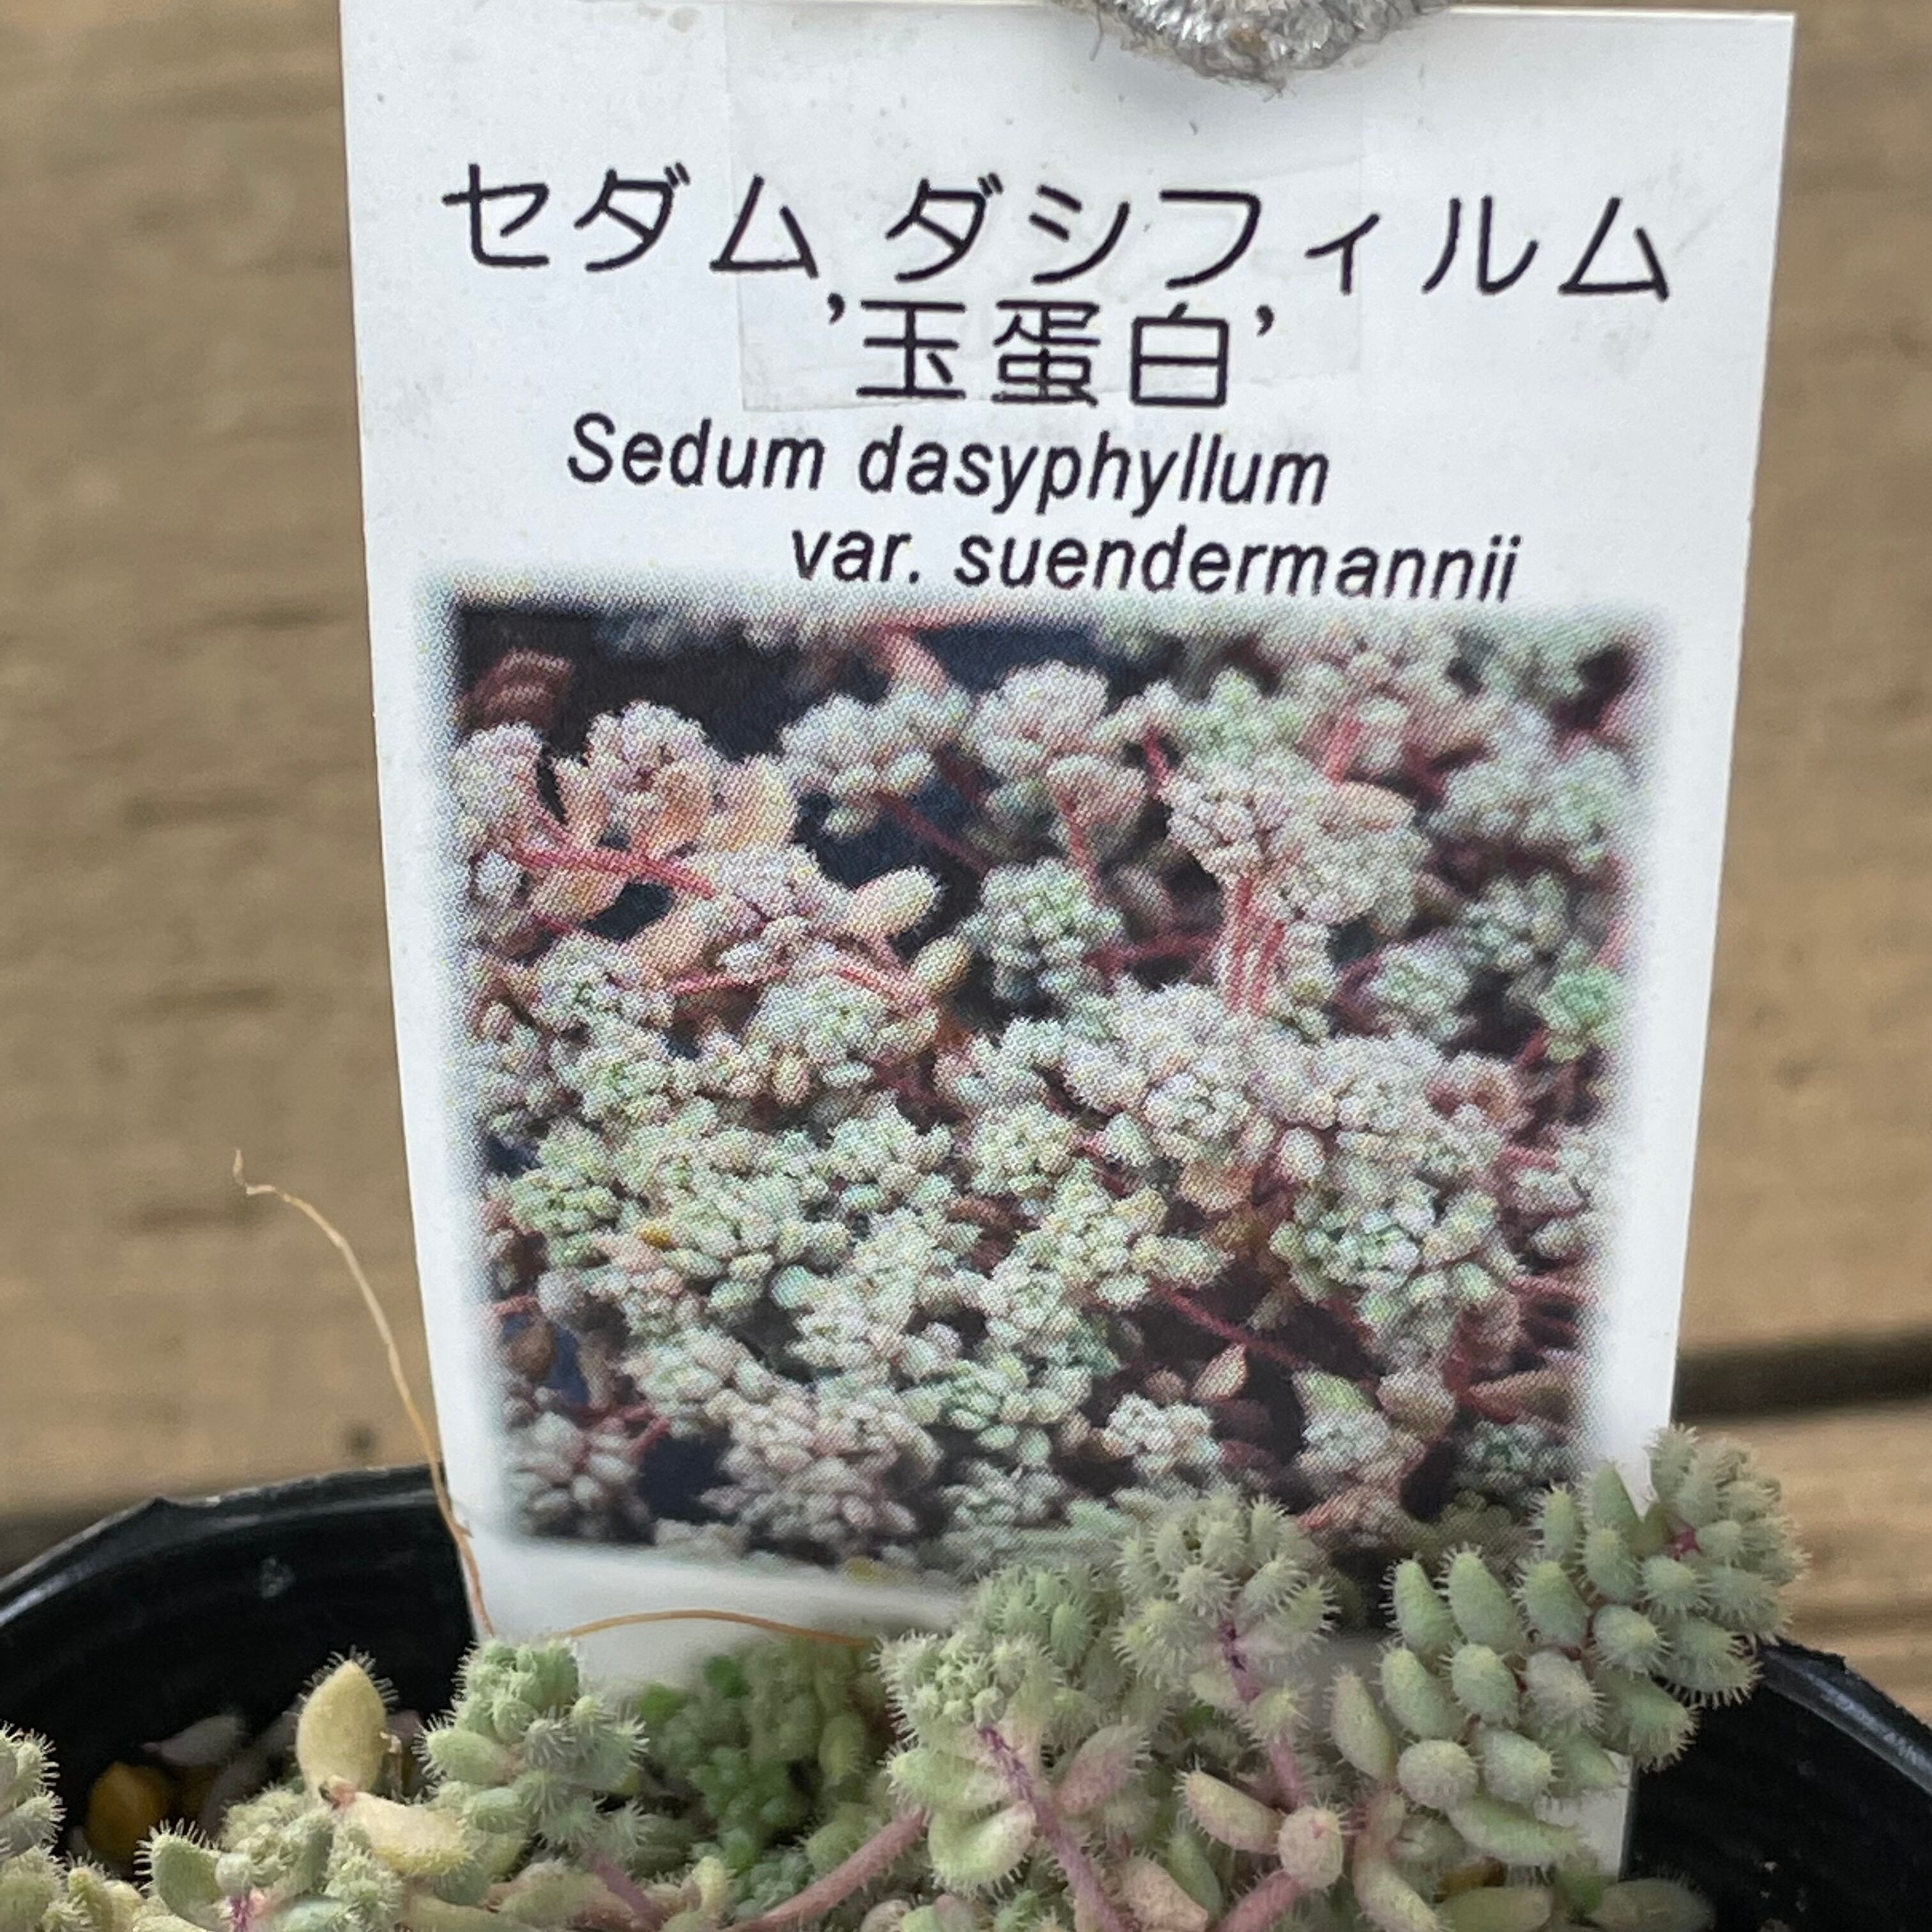 セダム ダシフィルム
’玉蛋白’
Sedum dasyphyllum
var. suendermannii